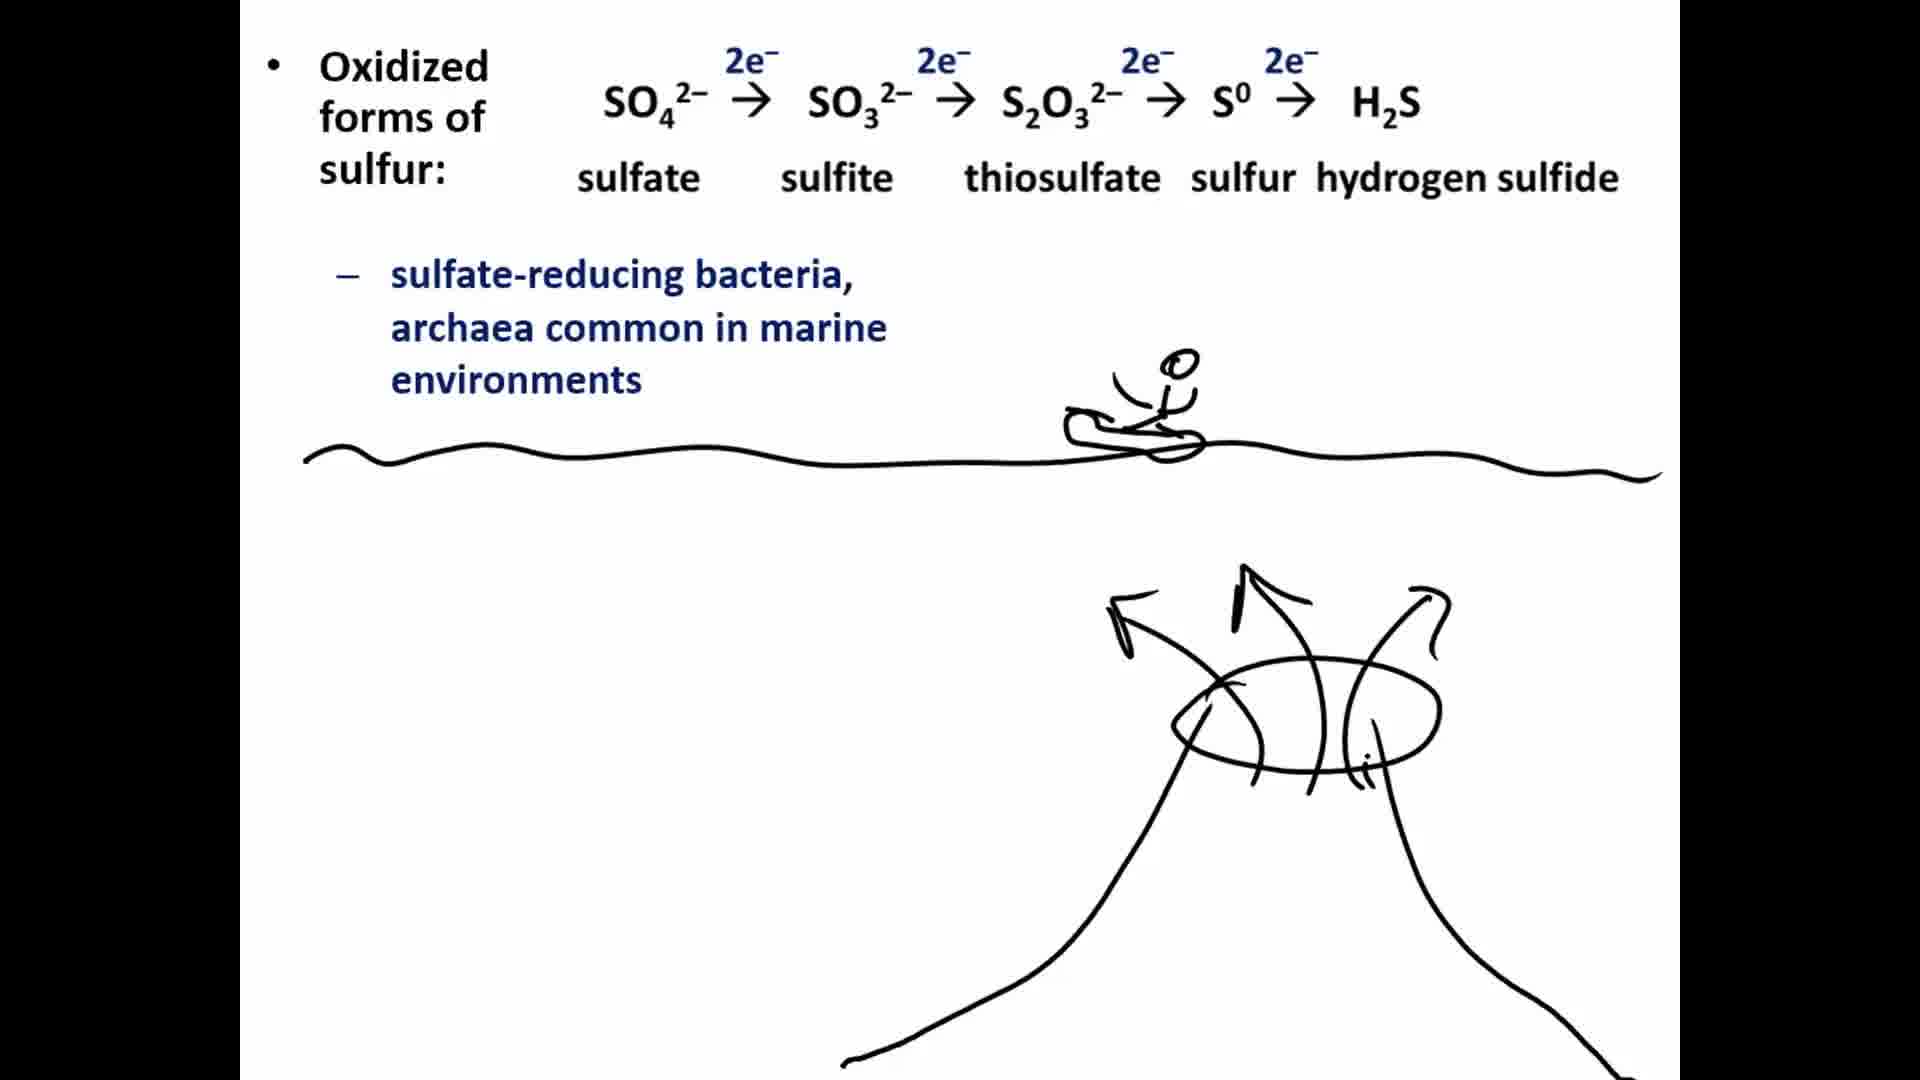 • Oxidized forms of sulfur:
2e⁻ 2e⁻ 2e⁻ 2e⁻
SO₄²⁻ → SO₃²⁻ → S₂O₃²⁻ → S⁰ → H₂S
sulfate sulfite thiosulfate sulfur hydrogen sulfide
– sulfate-reducing bacteria,
archaea common in marine
environments